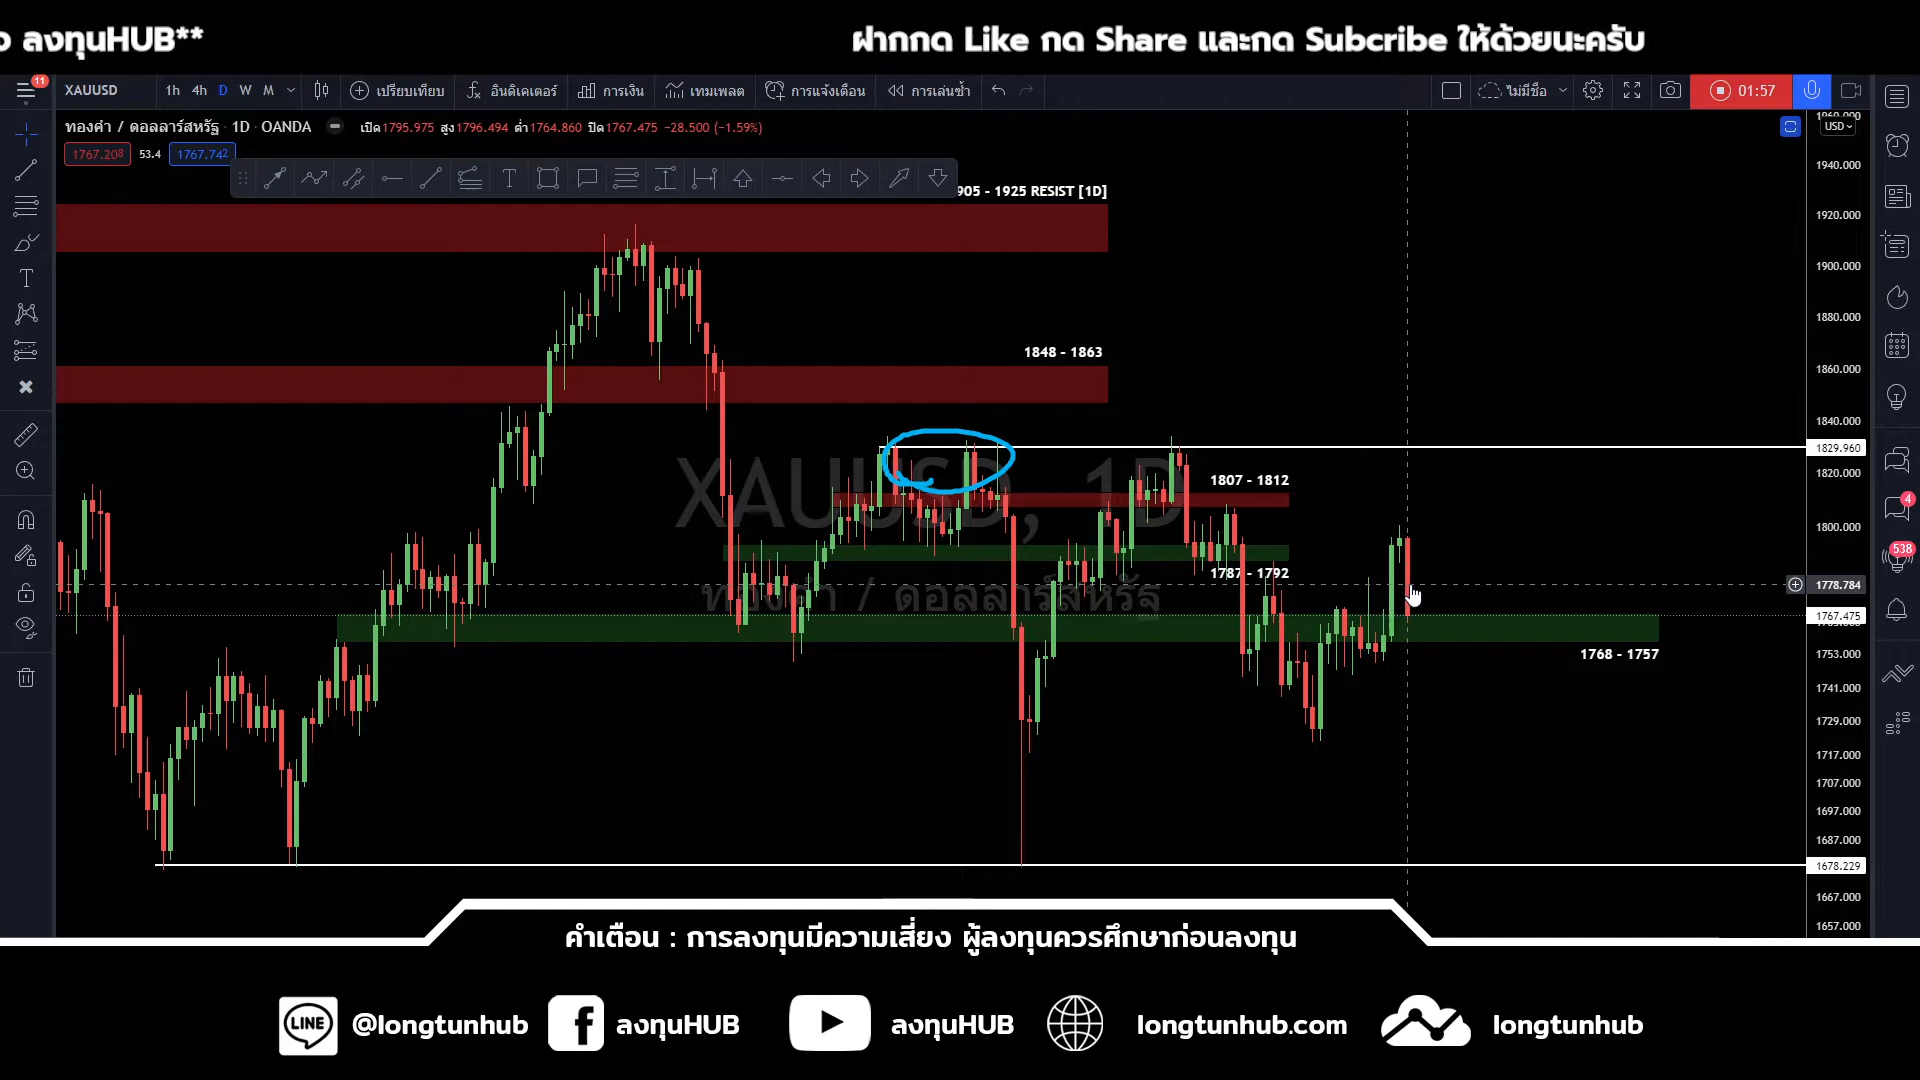 อ ลงทุนHUB** ฝากกด Like กด Share และกด Subcribe ให้ด้วยนะครับ
11 XAUUSD 1h 4h D W M เปรียบเทียบ อินดิเคเตอร์ การเงิน เทมเพลต การแจ้งเตือน การเล่นซ้ำ ไม่มีชื่อ 01:57
ทองคำ / ดอลลาร์สหรัฐ 1D OANDA เปิด1795.975 สูง1796.494 ต่ำ1764.860 ปิด1767.475 −28.500 (−1.59%)
1767.208 53.4 1767.742
USD
1960.000
1940.000
905 - 1925 RESIST [1D]
1920.000
1900.000
1880.000
1848 - 1863
1860.000
1840.000
1829.960
1820.000
1807 - 1812
XAUUSD, 1D
4
1800.000
538
1787 - 1792
1778.784
ทองคำ / ดอลลาร์สหรัฐ
1767.475
1768 - 1757
1753.000
1741.000
1729.000
1717.000
1707.000
1697.000
1687.000
1678.229
1667.000
1657.000
คำเตือน : การลงทุนมีความเสี่ยง ผู้ลงทุนควรศึกษาก่อนลงทุน
LINE @longtunhub ลงทุนHUB ลงทุนHUB longtunhub.com longtunhub